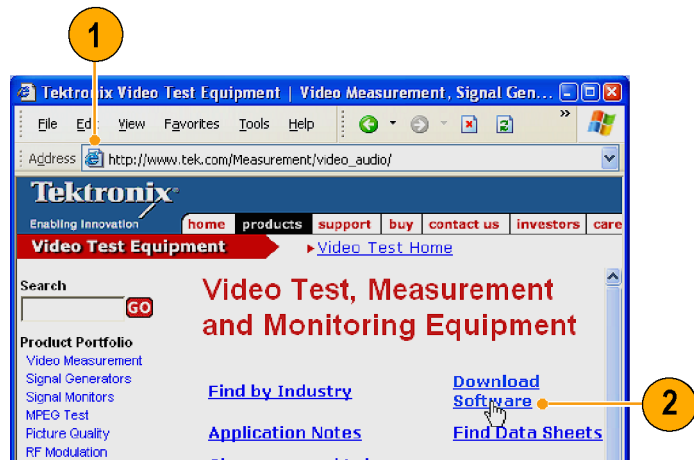 1
Tektronix Video Test Equipment | Video Measurement, Signal Gen...
File Edit View Favorites Tools Help »
Address http://www.tek.com/Measurement/video_audio/
Tektronix
Enabling Innovation
home products support buy contact us investors care
Video Test Equipment Video Test Home
Search
GO
Video Test, Measurement
and Monitoring Equipment
Product Portfolio
Video Measurement
Signal Generators
Signal Monitors
MPEG Test
Picture Quality
RF Modulation
Find by Industry
Download
Software
2
Application Notes
Find Data Sheets